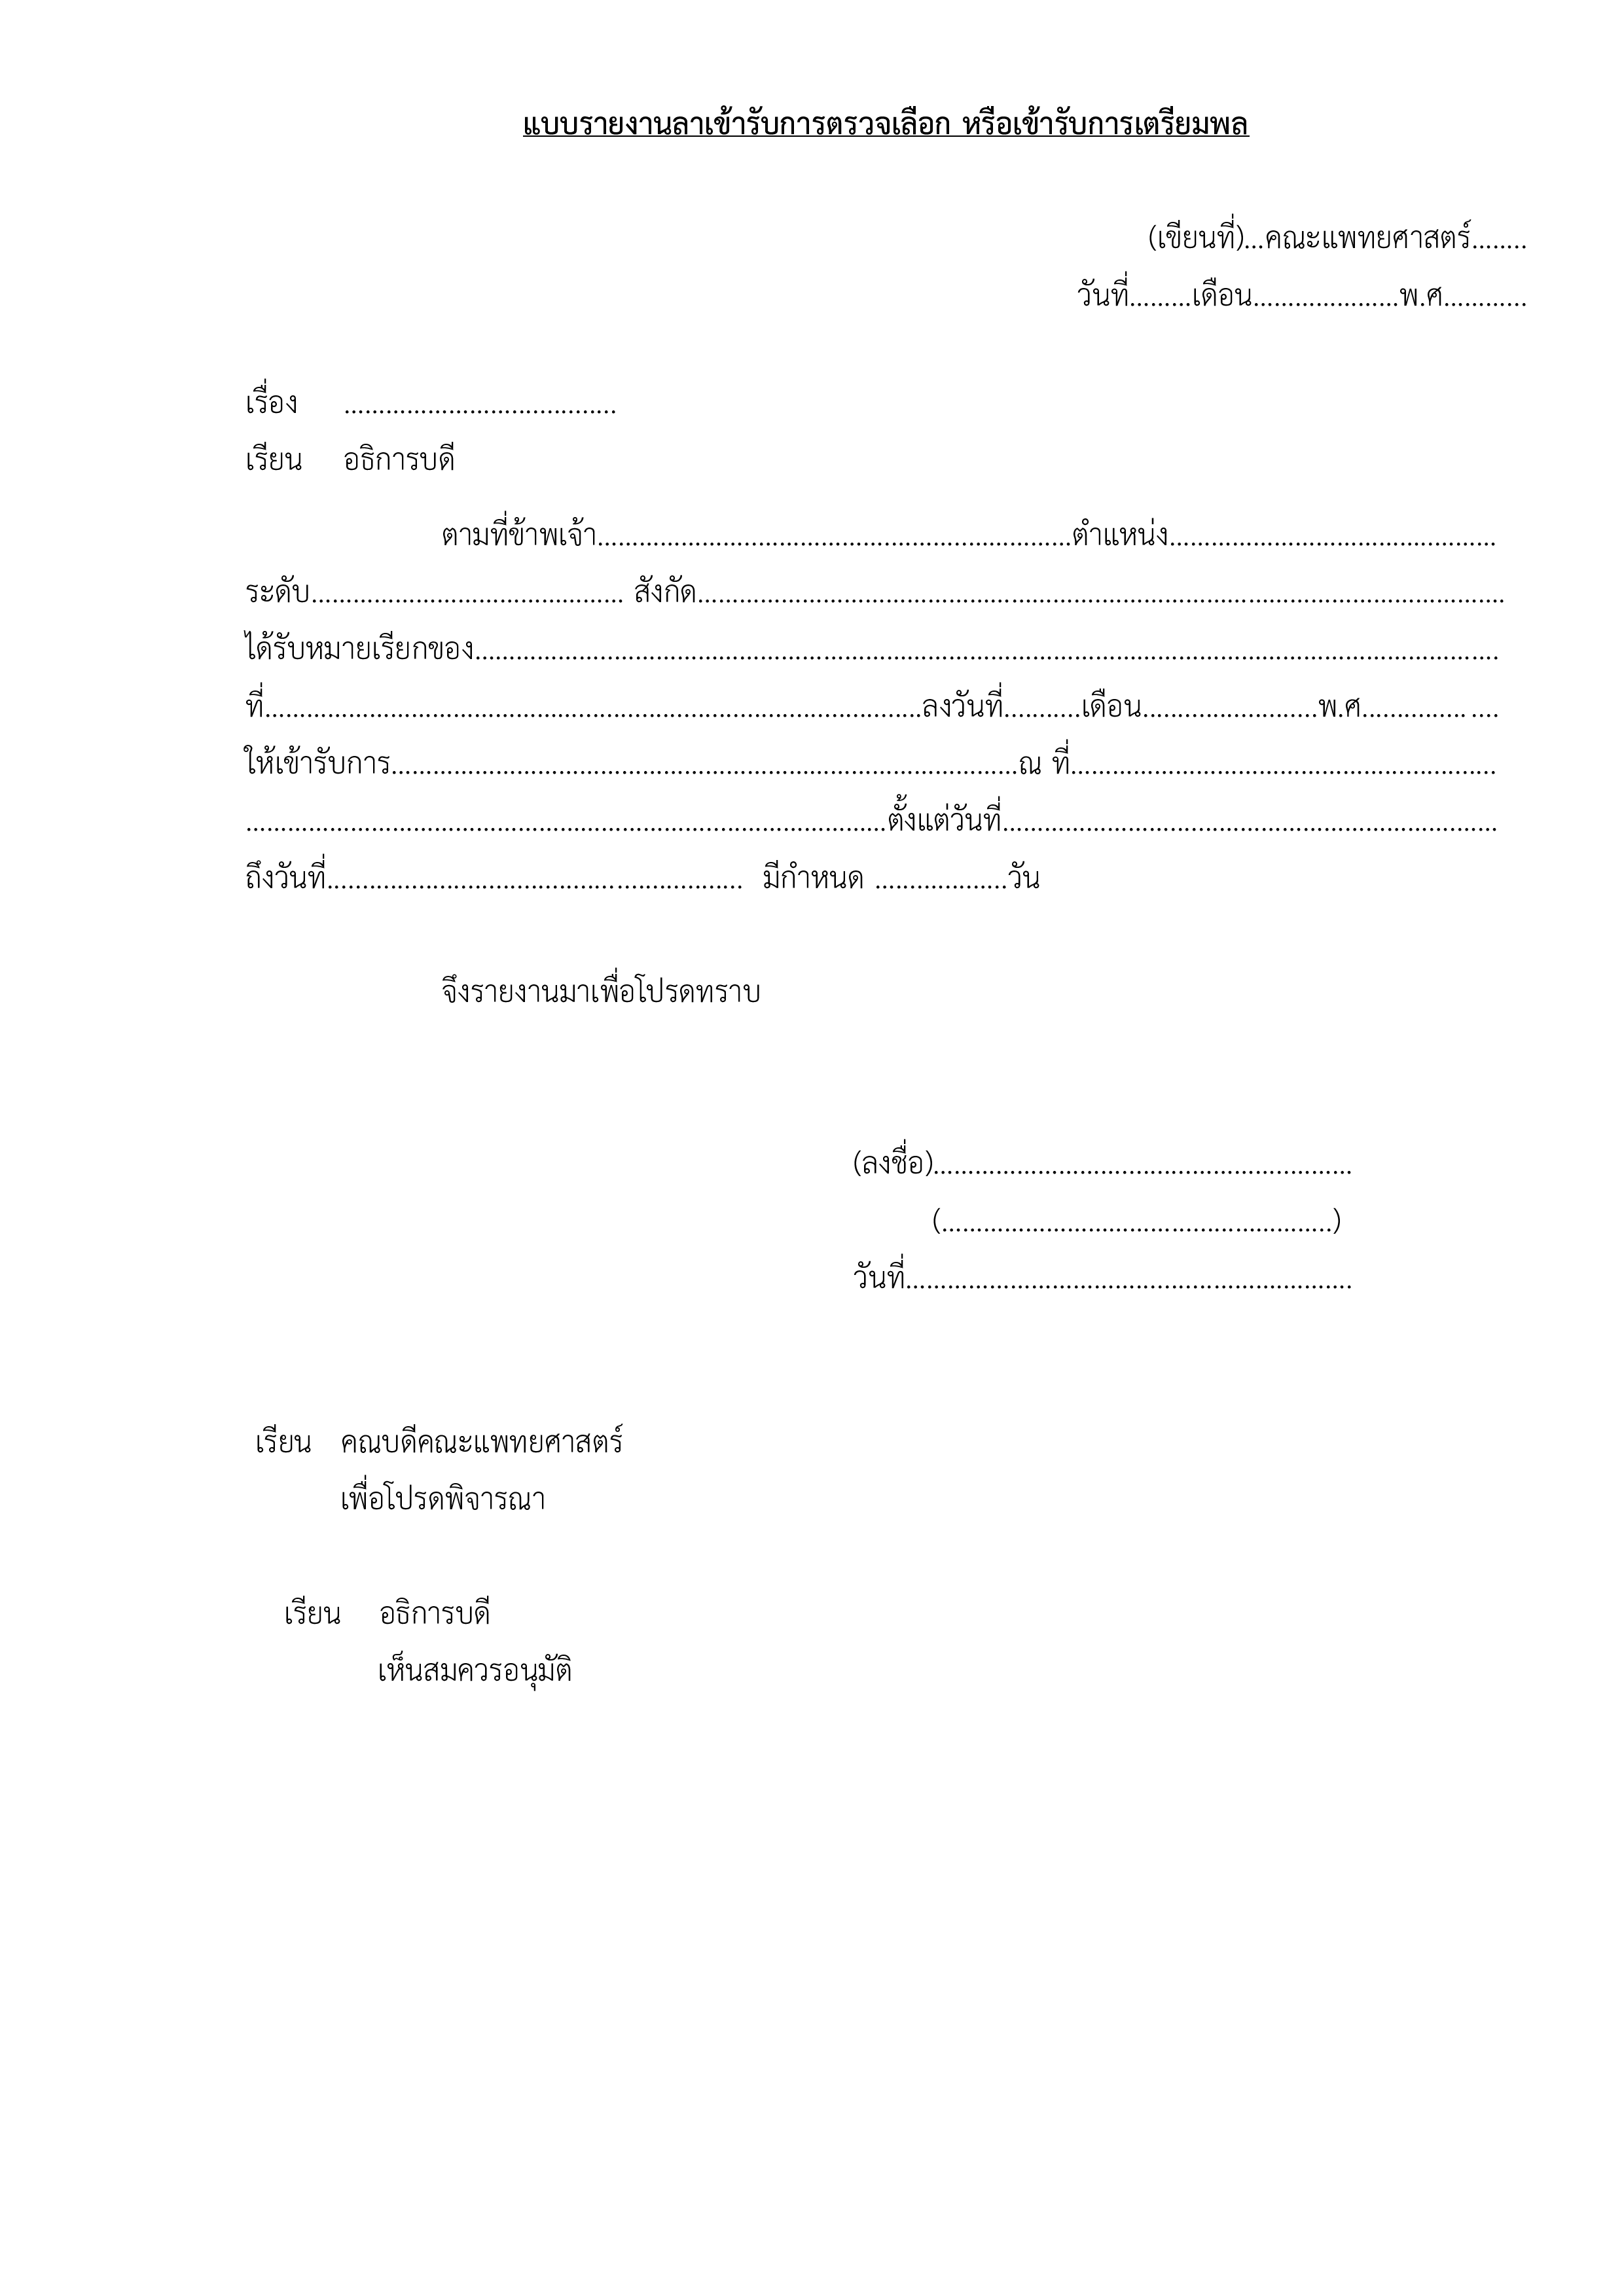 แบบรายงานลาเข้ารับการตรวจเลือก หรือเข้ารับการเตรียมพล
(เขียนที่)...คณะแพทยศาสตร์........
วันที่.........เดือน.....................พ.ศ............
เรื่อง .......................................
เรียน อธิการบดี
ตามที่ข้าพเจ้า....................................................................ตำแหน่ง...............................................
ระดับ............................................. สังกัด....................................................................................................................
ได้รับหมายเรียกของ...................................................................................................................................................
ที่..............................................................................................ลงวันที่...........เดือน.........................พ.ศ............... ....
ให้เข้ารับการ..........................................................................................ณ ที่.............................................................
............................................................................................ตั้งแต่วันที่.......................................................................
ถึงวันที่............................................................ มีกำหนด ...................วัน
จึงรายงานมาเพื่อโปรดทราบ
(ลงชื่อ)............................................................
(........................................................)
วันที่................................................................
เรียน คณบดีคณะแพทยศาสตร์
เพื่อโปรดพิจารณา
เรียน อธิการบดี
เห็นสมควรอนุมัติ